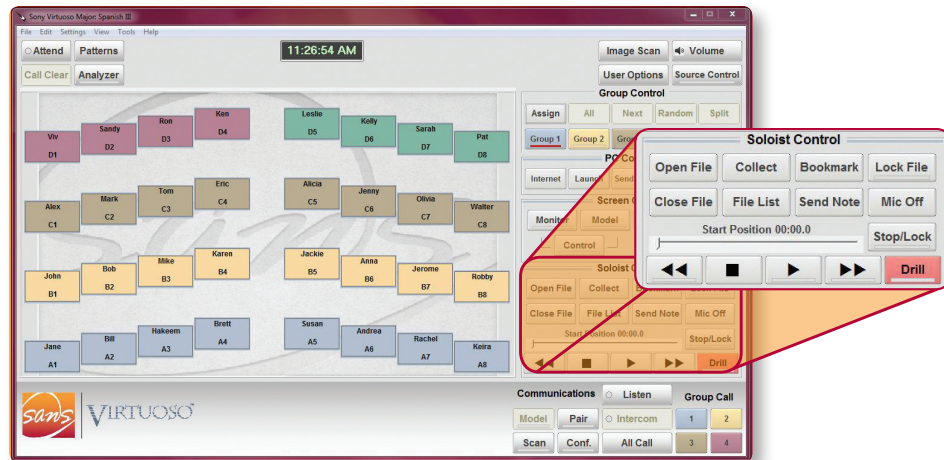 Sony Virtuoso Major: Spanish III
File Edit Settings View Tools Help
Attend Patterns 11:26:54 AM Image Scan Volume
Call Clear Analyzer User Options Source Control
Group Control
Assign All Next Random Split
Group 1 Group 2
Internet Launch Send
Monitor Model
Control
Viv D1
Sandy D2
Ron D3
Ken D4
Leslie D5
Kelly D6
Sarah D7
Pat D8
Alex C1
Mark C2
Tom C3
Eric C4
Alicia C5
Jenny C6
Olivia C7
Walter C8
John B1
Bob B2
Mike B3
Karen B4
Jackie B5
Anna B6
Jerome B7
Robby B8
Jane A1
Bill A2
Hakeem A3
Brett A4
Susan A5
Andrea A6
Rachel A7
Keira A8
Soloist Control
Open File Collect Bookmark Lock File
Close File File List Send Note Mic Off
Start Position 00:00.0
Stop/Lock
Drill
Open File Collect
Close File File List Send Note Mic Off
Start Position 00:00.0
Stop/Lock
Drill
sans VIRTUOSO
Communications Listen Group Call
Model Pair Intercom 1 2
Scan Conf. All Call 3 4